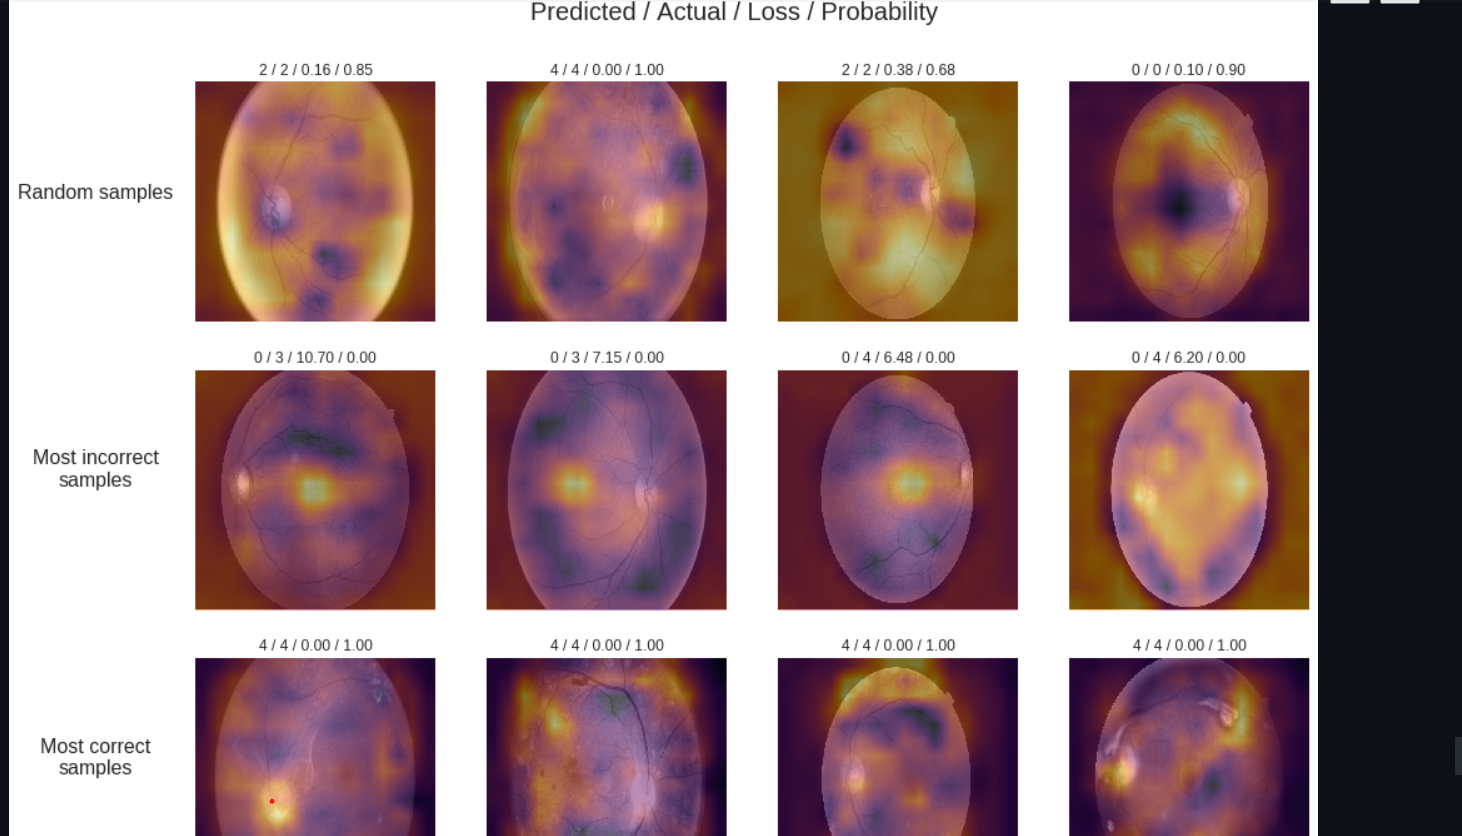 Predicted / Actual / Loss / Probability
2 / 2 / 0.16 / 0.85
4 / 4 / 0.00 / 1.00
2 / 2 / 0.38 / 0.68
0 / 0 / 0.10 / 0.90
Random samples
0 / 3 / 10.70 / 0.00
0 / 3 / 7.15 / 0.00
0 / 4 / 6.48 / 0.00
0 / 4 / 6.20 / 0.00
Most incorrect
samples
4 / 4 / 0.00 / 1.00
4 / 4 / 0.00 / 1.00
4 / 4 / 0.00 / 1.00
4 / 4 / 0.00 / 1.00
Most correct
samples